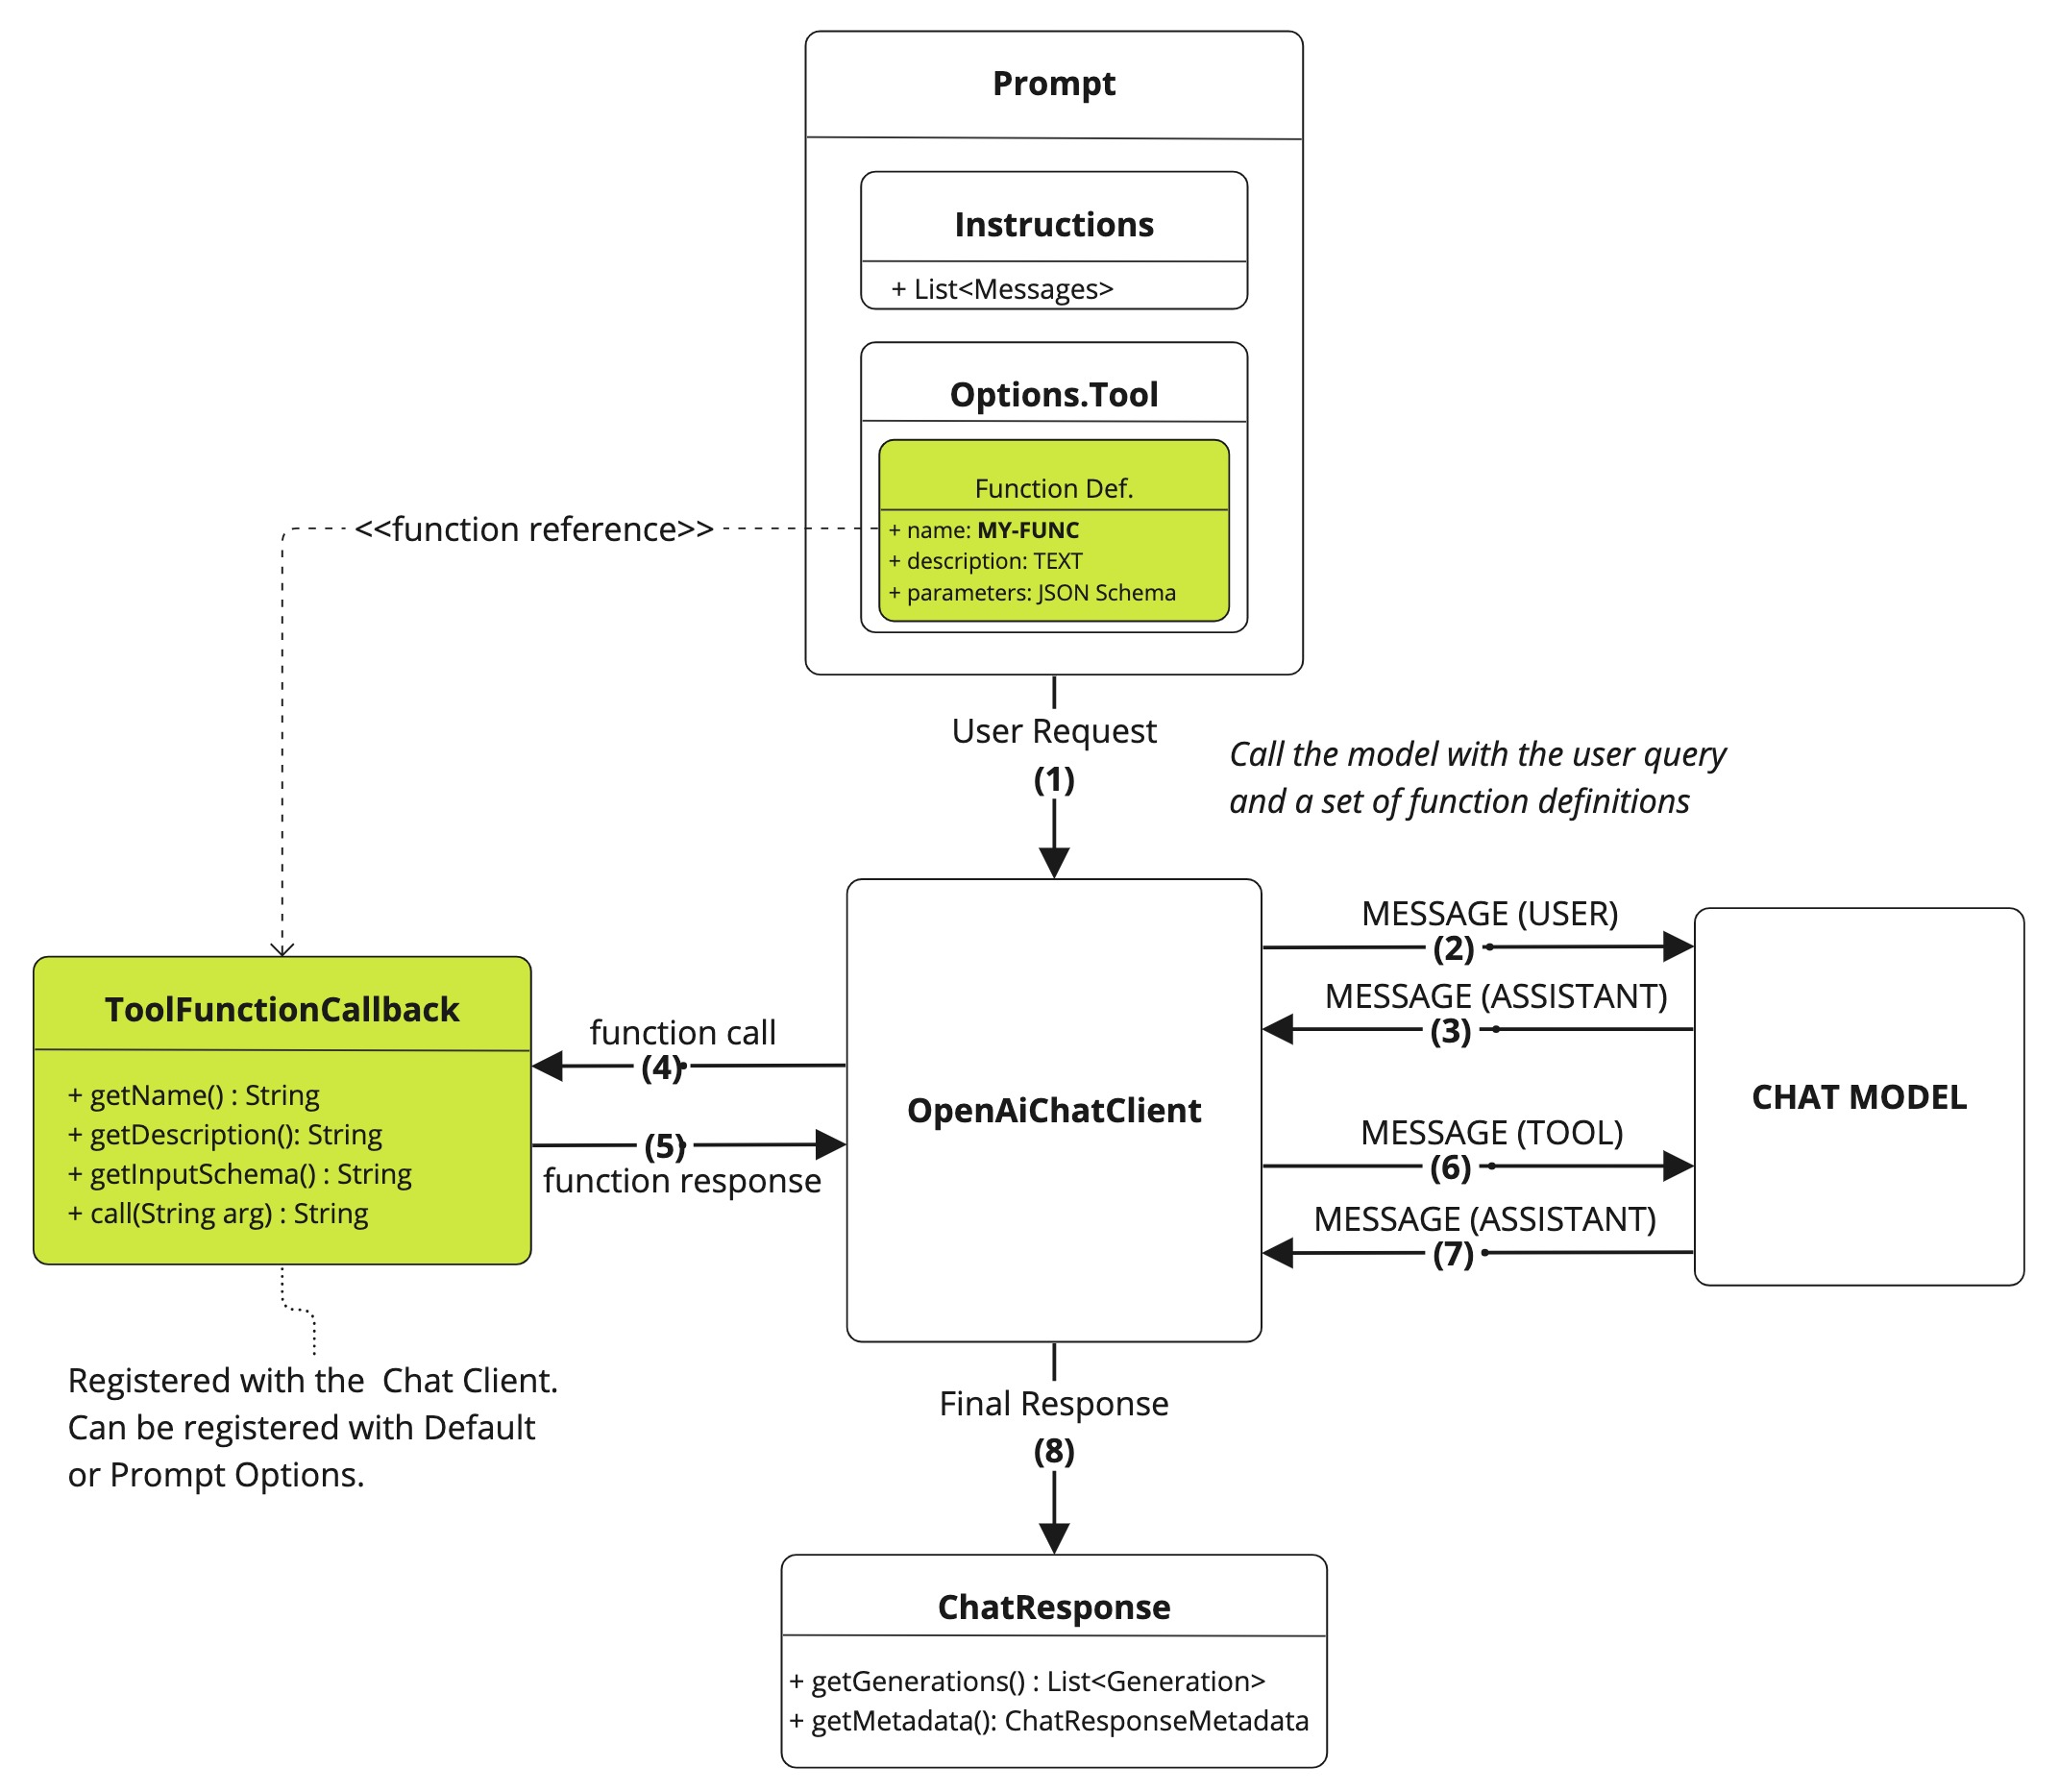 Prompt
Instructions
+ List<Messages>
Options.Tool
Function Def.
+ name: MY-FUNC
+ description: TEXT
+ parameters: JSON Schema
<<function reference>>
User Request
(1)
Call the model with the user query
and a set of function definitions
ToolFunctionCallback
+ getName() : String
+ getDescription(): String
+ getInputSchema() : String
+ call(String arg) : String
function call
(4)
(5)
function response
OpenAiChatClient
MESSAGE (USER)
(2)
MESSAGE (ASSISTANT)
(3)
MESSAGE (TOOL)
(6)
MESSAGE (ASSISTANT)
(7)
CHAT MODEL
Registered with the  Chat Client.
Can be registered with Default
or Prompt Options.
Final Response
(8)
ChatResponse
+ getGenerations() : List<Generation>
+ getMetadata(): ChatResponseMetadata